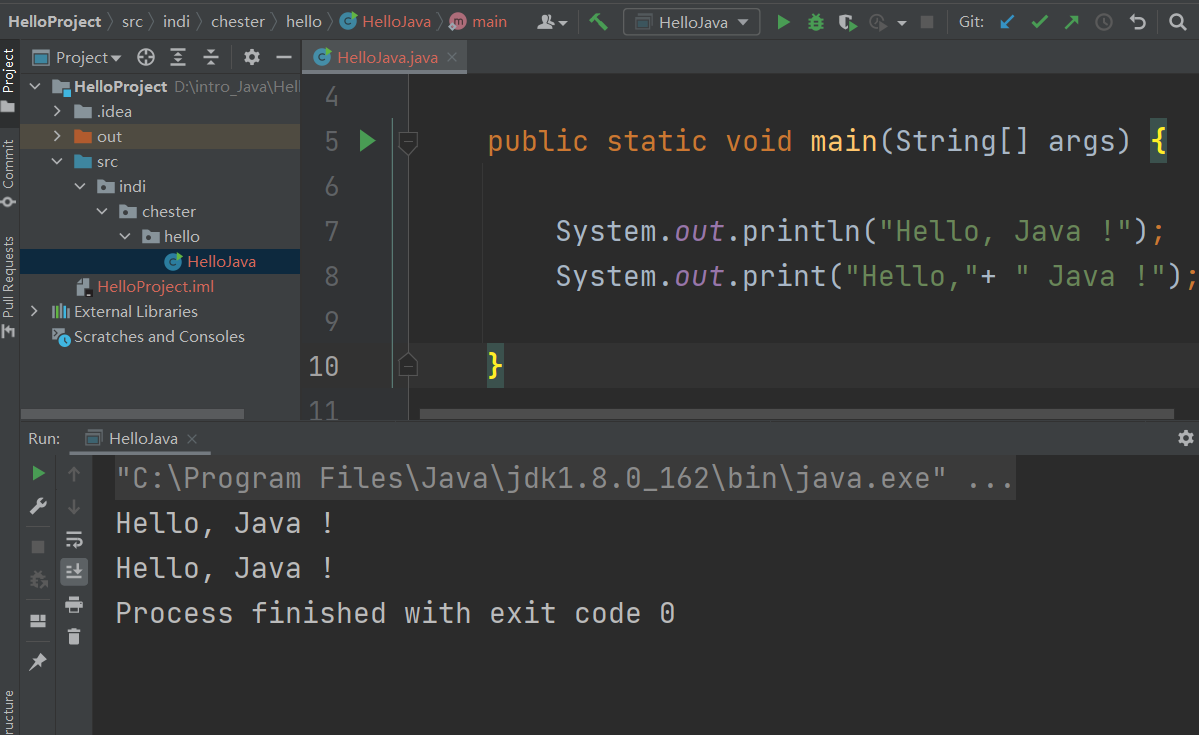 HelloProject src indi chester hello HelloJava main HelloJava Git:
Project
Project HelloJava.java
HelloProject D:\intro_Java\Hell
.idea
out
src
indi
chester
hello
HelloJava
HelloProject.iml
External Libraries
Scratches and Consoles
Commit
Pull Requests
4
5 public static void main(String[] args) {
6
7 System.out.println("Hello, Java !");
8 System.out.print("Hello,"+ " Java !");
9
10 }
11
Run: HelloJava
"C:\Program Files\Java\jdk1.8.0_162\bin\java.exe" ...
Hello, Java !
Hello, Java !
Process finished with exit code 0
ructure